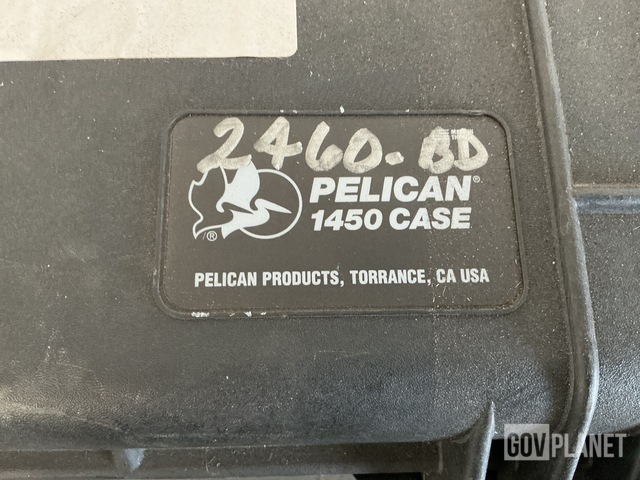 2460-BD
PELICAN®
1450 CASE
®
PELICAN PRODUCTS, TORRANCE, CA USA
GOVPLANET